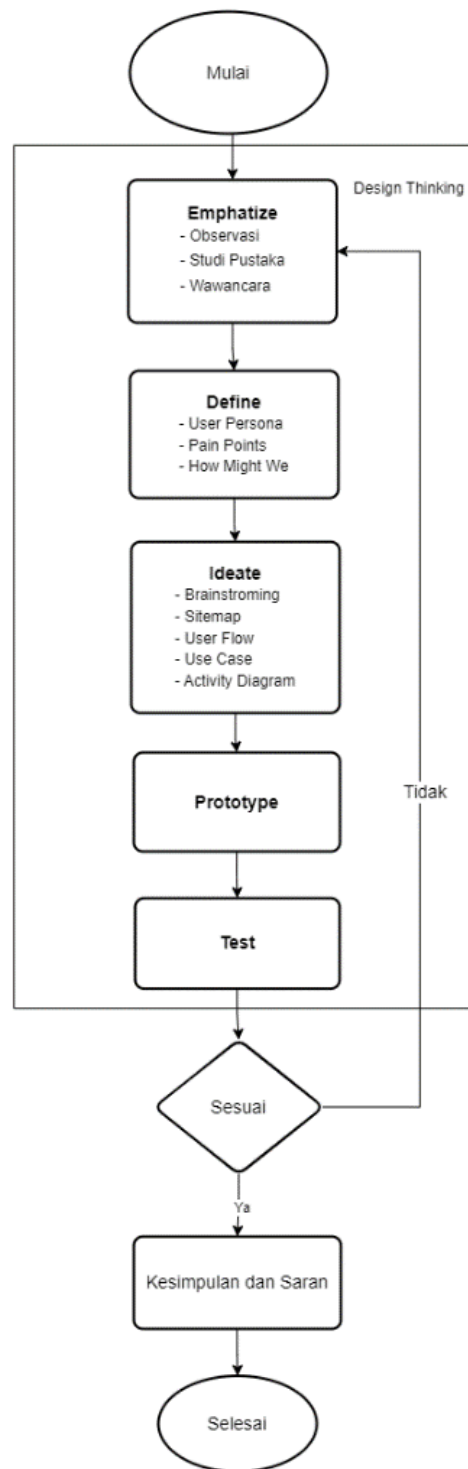 Mulai
Design Thinking
Emphatize
- Observasi
- Studi Pustaka
- Wawancara
Define
- User Persona
- Pain Points
- How Might We
Ideate
- Brainstroming
- Sitemap
- User Flow
- Use Case
- Activity Diagram
Prototype
Tidak
Test
Sesuai
Ya
Kesimpulan dan Saran
Selesai